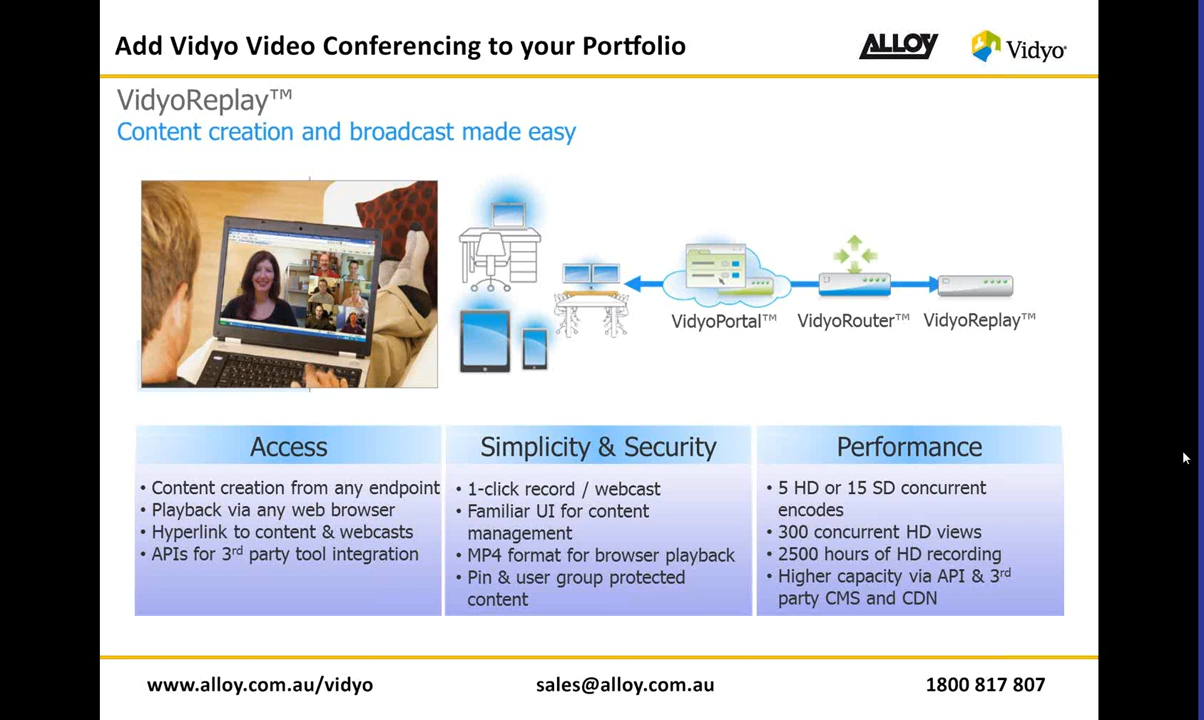 Add Vidyo Video Conferencing to your Portfolio
ALLOY
Vidyo®
VidyoReplay™
Content creation and broadcast made easy
VidyoPortal™
VidyoRouter™
VidyoReplay™
Access
• Content creation from any endpoint
• Playback via any web browser
• Hyperlink to content & webcasts
• APIs for 3rd party tool integration
Simplicity & Security
• 1-click record / webcast
• Familiar UI for content
management
• MP4 format for browser playback
• Pin & user group protected
content
Performance
• 5 HD or 15 SD concurrent
encodes
• 300 concurrent HD views
• 2500 hours of HD recording
• Higher capacity via API & 3rd
party CMS and CDN
www.alloy.com.au/vidyo
sales@alloy.com.au
1800 817 807